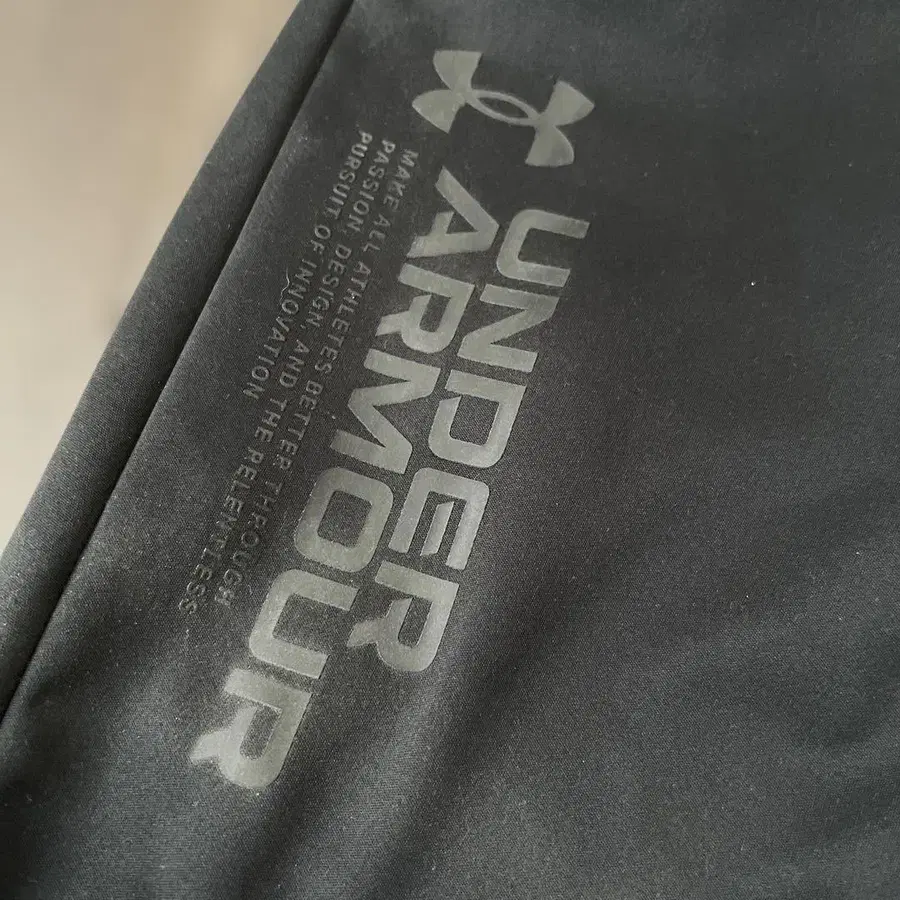 UNDER
ARMOUR
MAKE ALL ATHLETES BETTER THROUGH
PASSION, DESIGN, AND THE RELENTLESS
PURSUIT OF INNOVATION